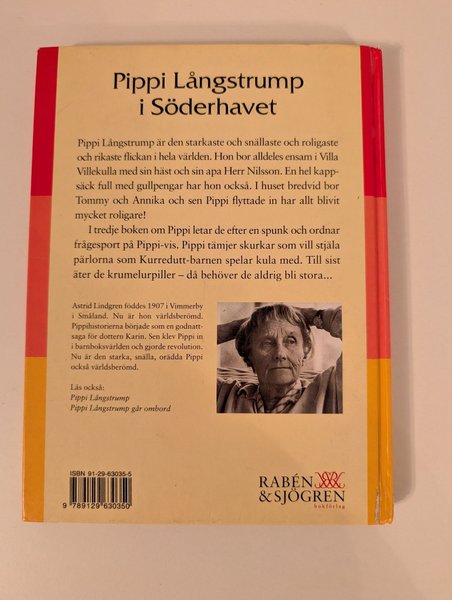 Pippi Långstrump
i Söderhavet
Pippi Långstrump är den starkaste och snällaste och roligaste
och rikaste flickan i hela världen. Hon bor alldeles ensam i Villa
Villekulla med sin häst och sin apa Herr Nilsson. En hel kapp-
säck full med gullpengar har hon också. I huset bredvid bor
Tommy och Annika och sen Pippi flyttade in har allt blivit
mycket roligare!
I tredje boken om Pippi letar de efter en spunk och ordnar
frågesport på Pippi-vis. Pippi tämjer skurkar som vill stjäla
pärlorna som Kurredutt-barnen spelar kula med. Till sist
äter de krumelurpiller – då behöver de aldrig bli stora...
Astrid Lindgren föddes 1907 i Vimmerby
i Småland. Nu är hon världsberömd.
Pippihistorierna började som en godnatt-
saga för dottern Karin. Sen klev Pippi in
i barnboksvärlden och gjorde revolution.
Nu är den starka, snälla, orädda Pippi
också världsberömd.
Läs också:
Pippi Långstrump
Pippi Långstrump går ombord
ISBN 91-29-63035-5
9 789129 630350
RABÉN
& SJÖGREN
bokförlag